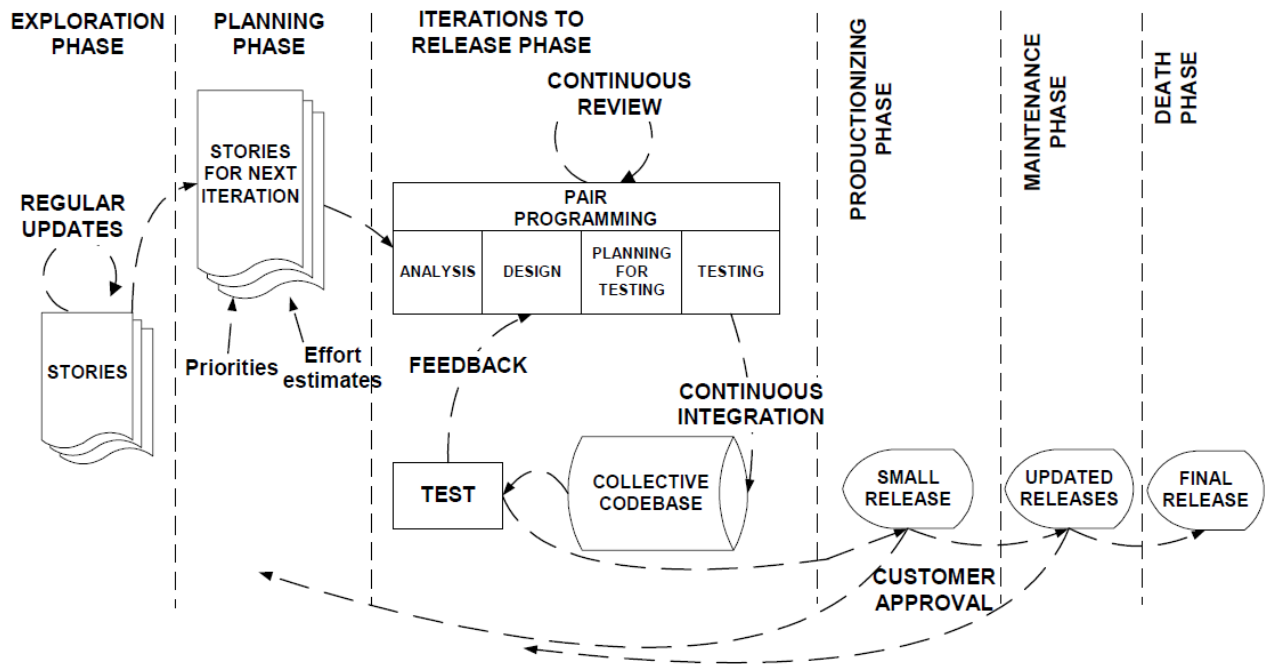 EXPLORATION
PHASE
PLANNING
PHASE
ITERATIONS TO
RELEASE PHASE
PRODUCTIONIZING
PHASE
MAINTENANCE
PHASE
DEATH
PHASE
CONTINUOUS
REVIEW
STORIES
FOR NEXT
ITERATION
REGULAR
UPDATES
PAIR
PROGRAMMING
ANALYSIS
DESIGN
PLANNING
FOR
TESTING
TESTING
STORIES
Priorities
Effort
estimates
FEEDBACK
CONTINUOUS
INTEGRATION
TEST
COLLECTIVE
CODEBASE
SMALL
RELEASE
UPDATED
RELEASES
FINAL
RELEASE
CUSTOMER
APPROVAL